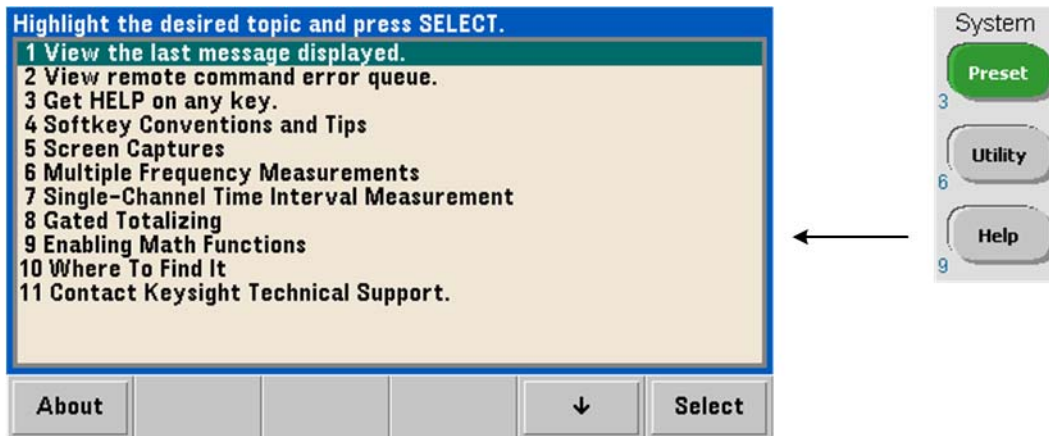 Highlight the desired topic and press SELECT.
1 View the last message displayed.
2 View remote command error queue.
3 Get HELP on any key.
4 Softkey Conventions and Tips
5 Screen Captures
6 Multiple Frequency Measurements
7 Single-Channel Time Interval Measurement
8 Gated Totalizing
9 Enabling Math Functions
10 Where To Find It
11 Contact Keysight Technical Support.
About ↓ Select
System
Preset
3
Utility
6
Help
9